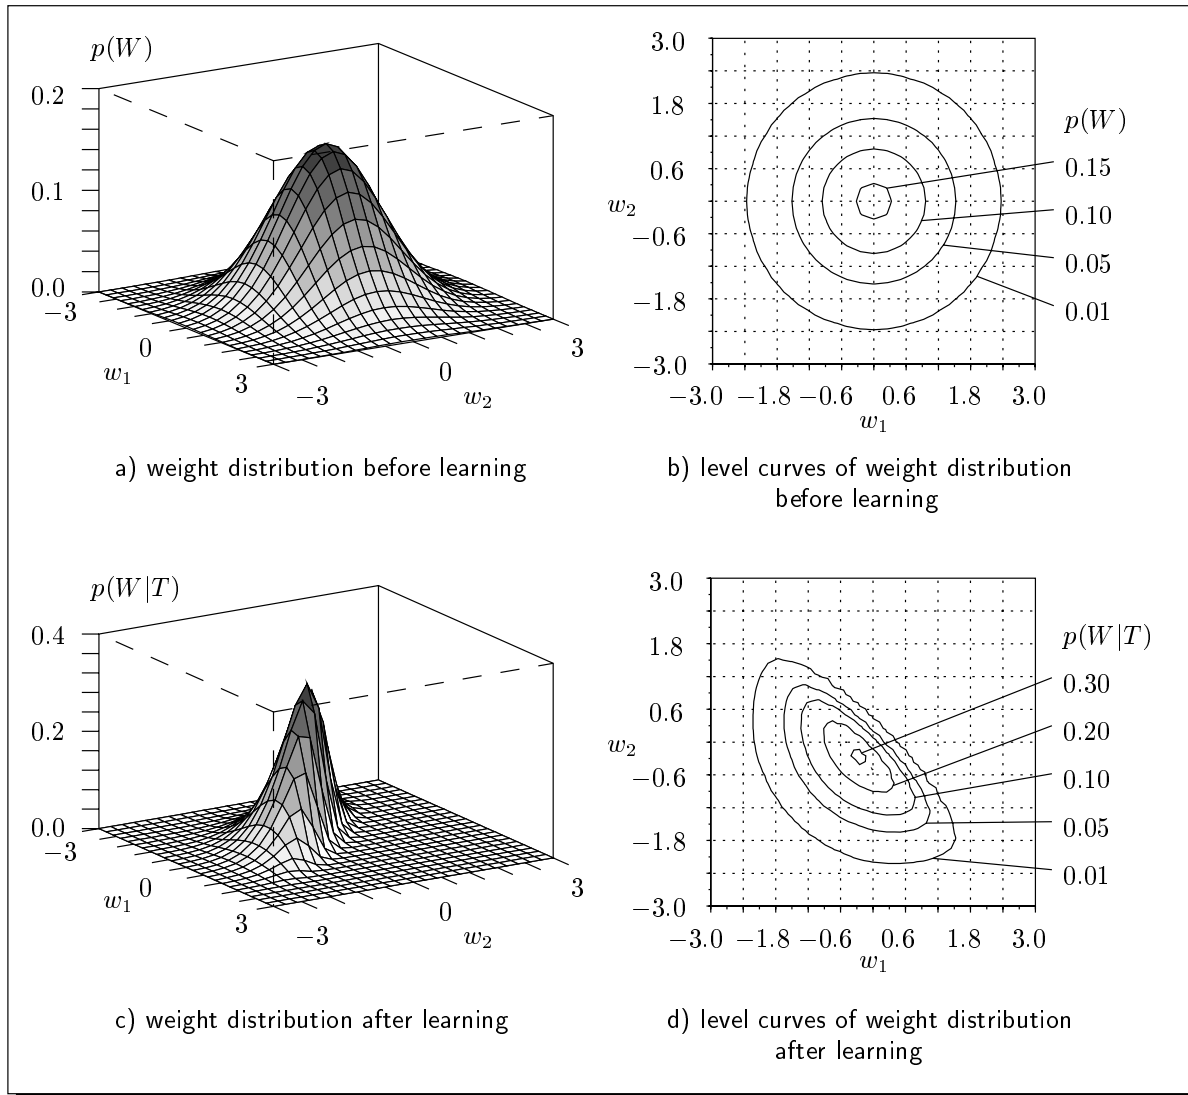 p(W)
0.2
0.1
0.0
−3
0
3
w₁
−3
0
3
w₂
a) weight distribution before learning
3.0
1.8
0.6
w₂
−0.6
−1.8
−3.0
−3.0 −1.8 −0.6 0.6 1.8 3.0
w₁
p(W)
0.15
0.10
0.05
0.01
b) level curves of weight distribution
before learning
p(W|T)
0.4
0.2
0.0
−3
0
3
w₁
−3
0
3
w₂
c) weight distribution after learning
3.0
1.8
0.6
w₂
−0.6
−1.8
−3.0
−3.0 −1.8 −0.6 0.6 1.8 3.0
w₁
p(W|T)
0.30
0.20
0.10
0.05
0.01
d) level curves of weight distribution
after learning